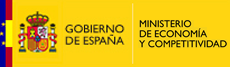 GOBIERNO
DE ESPAÑA
MINISTERIO
DE ECONOMÍA
Y COMPETITIVIDAD